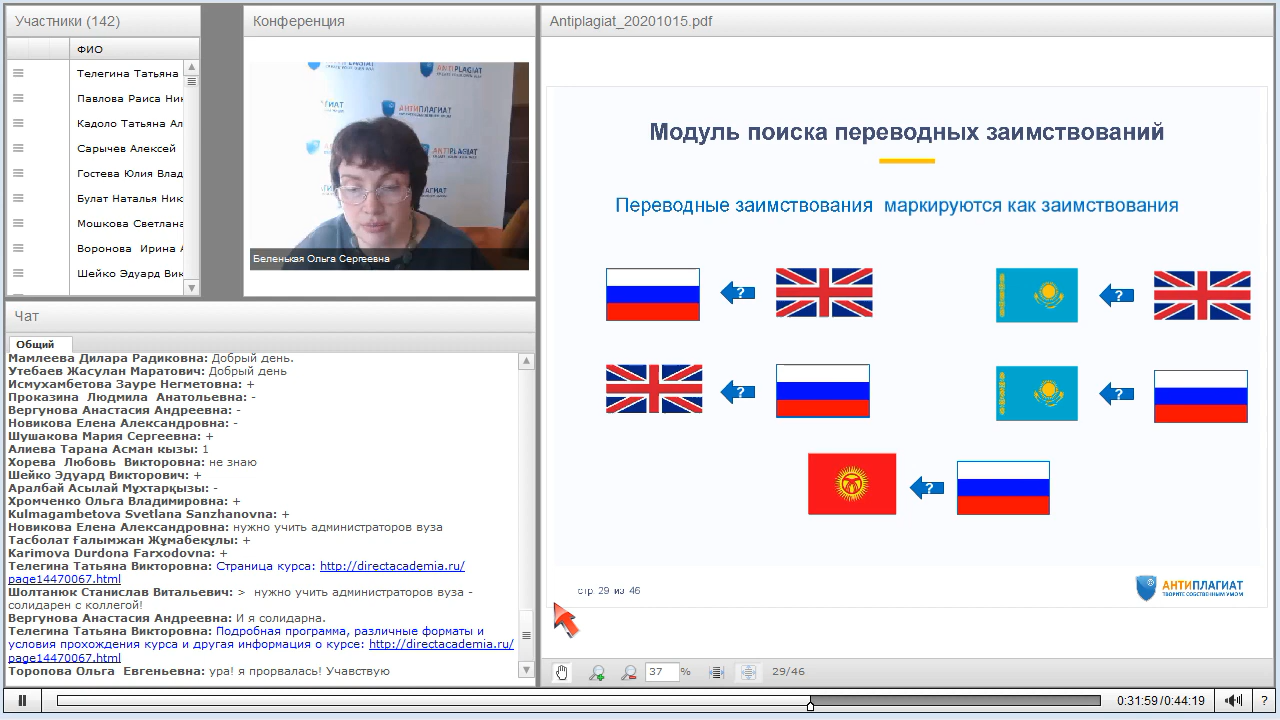 Участники (142)
ФИО
Телегина Татьяна
Павлова Раиса Ник
Кадоло Татьяна Ал
Сарычев Алексей
Гостева Юлия Влад
Булат Наталья Ник
Мошкова Светлана
Воронова Ирина А
Шейко Эдуард Вик
Конференция
ANTIPLAGIAT
АНТИПЛАГИАТ
Беленькая Ольга Сергеевна
Чат
Общий
Мамлеева Дилара Радиковна: Добрый день.
Утебаев Жасулан Маратович: Добрый день
Исмухамбетова Зауре Негметовна: +
Проказина Людмила Анатольевна: -
Вергунова Анастасия Андреевна: -
Новикова Елена Александровна: -
Шушакова Мария Сергеевна: +
Алиева Тарана Асман кызы: 1
Хорева Любовь Викторовна: не знаю
Шейко Эдуард Викторович: +
Аралбай Асылай Мұхтарқызы: -
Хромченко Ольга Владимировна: +
Kulmagambetova Svetlana Sanzhanovna: +
Новикова Елена Александровна: нужно учить администраторов вуза
Тасболат Ғалымжан Жұмабекұлы: +
Karimova Durdona Farxodovna: +
Телегина Татьяна Викторовна: Страница курса: http://directacademia.ru/
page14470067.html
Шолтанюк Станислав Витальевич: > нужно учить администраторов вуза -
солидарен с коллегой!
Вергунова Анастасия Андреевна: И я солидарна.
Телегина Татьяна Викторовна: Подробная программа, различные форматы и
условия прохождения курса и другая информация о курсе: http://directacademia.ru/
page14470067.html
Торопова Ольга Евгеньевна: ура! я прорвалась! Учавствую
Antiplagiat_20201015.pdf
Модуль поиска переводных заимствований
Переводные заимствования маркируются как заимствования
? ?
? ?
?
стр 29 из 46
АНТИПЛАГИАТ
ТВОРИТЕ СОБСТВЕННЫМ УМОМ
37 % 29/46
0:31:59/0:44:19 ?